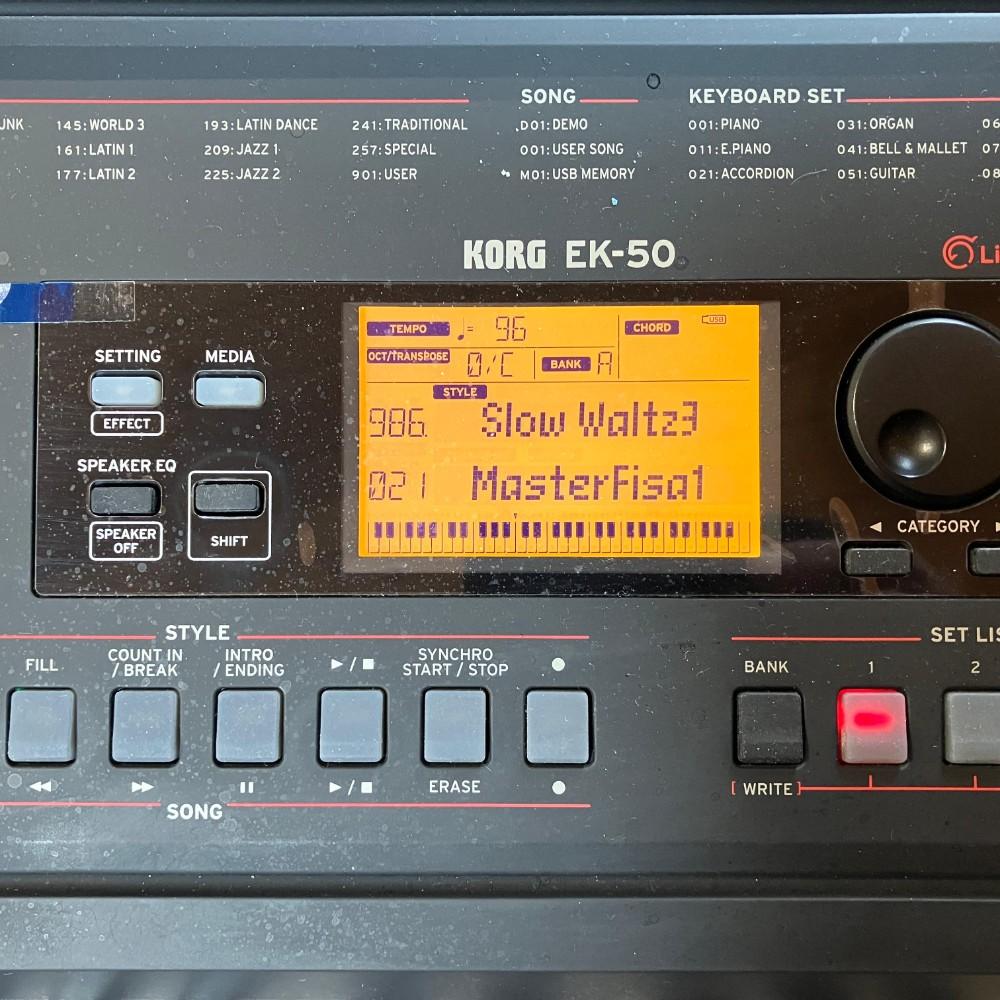 SONG KEYBOARD SET
145:WORLD 3 193:LATIN DANCE 241:TRADITIONAL D01:DEMO 001:PIANO 031:ORGAN
161:LATIN 1 209:JAZZ 1 257:SPECIAL 001:USER SONG 011:E.PIANO 041:BELL & MALLET
177:LATIN 2 225:JAZZ 2 901:USER M01:USB MEMORY 021:ACCORDION 051:GUITAR
KORG EK-50
TEMPO ♩= 96 CHORD USB
OCT/TRANSPOSE 0/C BANK A
SETTING MEDIA
EFFECT
STYLE
986 Slow Waltz3
021 MasterFisa1
SPEAKER EQ
SPEAKER
OFF
SHIFT
◄ CATEGORY ►
STYLE SET LIS
FILL COUNT IN / BREAK INTRO / ENDING ►/■ SYNCHRO START / STOP ● BANK 1 2
◄◄ ►► II ►/■ ERASE ● [ WRITE ]
SONG